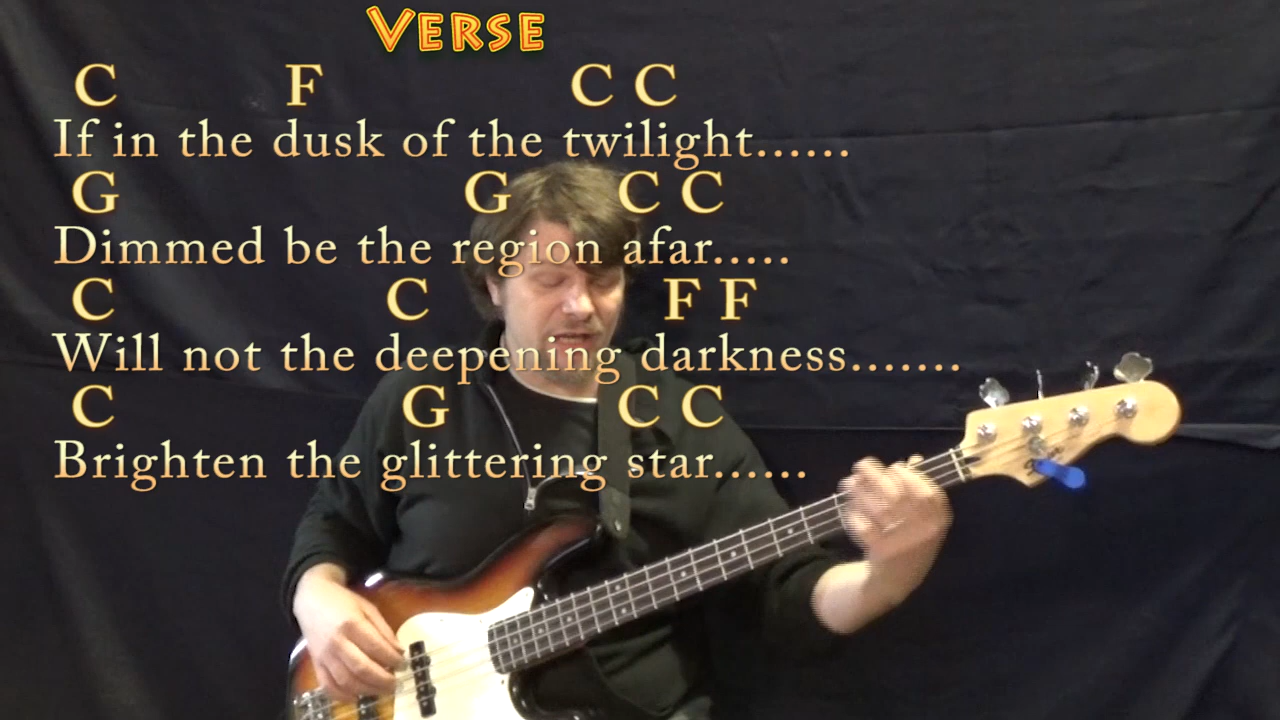 VERSE
C F C C
If in the dusk of the twilight......
G G C C
Dimmed be the region afar.....
C C F F
Will not the deepening darkness.......
C G C C
Brighten the glittering star......